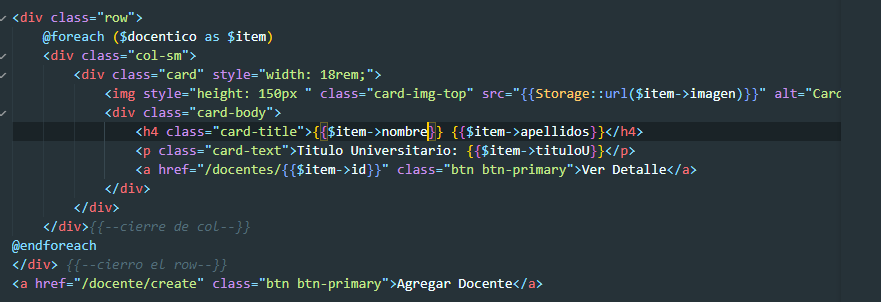 <div class="row">
@foreach ($docentico as $item)
<div class="col-sm">
<div class="card" style="width: 18rem;">
<img style="height: 150px " class="card-img-top" src="{{Storage::url($item->imagen)}}" alt="Card
<div class="card-body">
<h4 class="card-title">{{$item->nombre}} {{$item->apellidos}}</h4>
<p class="card-text">Titulo Universitario: {{$item->tituloU}}</p>
<a href="/docentes/{{$item->id}}" class="btn btn-primary">Ver Detalle</a>
</div>
</div>
</div>{{--cierre de col--}}
@endforeach
</div> {{--cierro el row--}}
<a href="/docente/create" class="btn btn-primary">Agregar Docente</a>